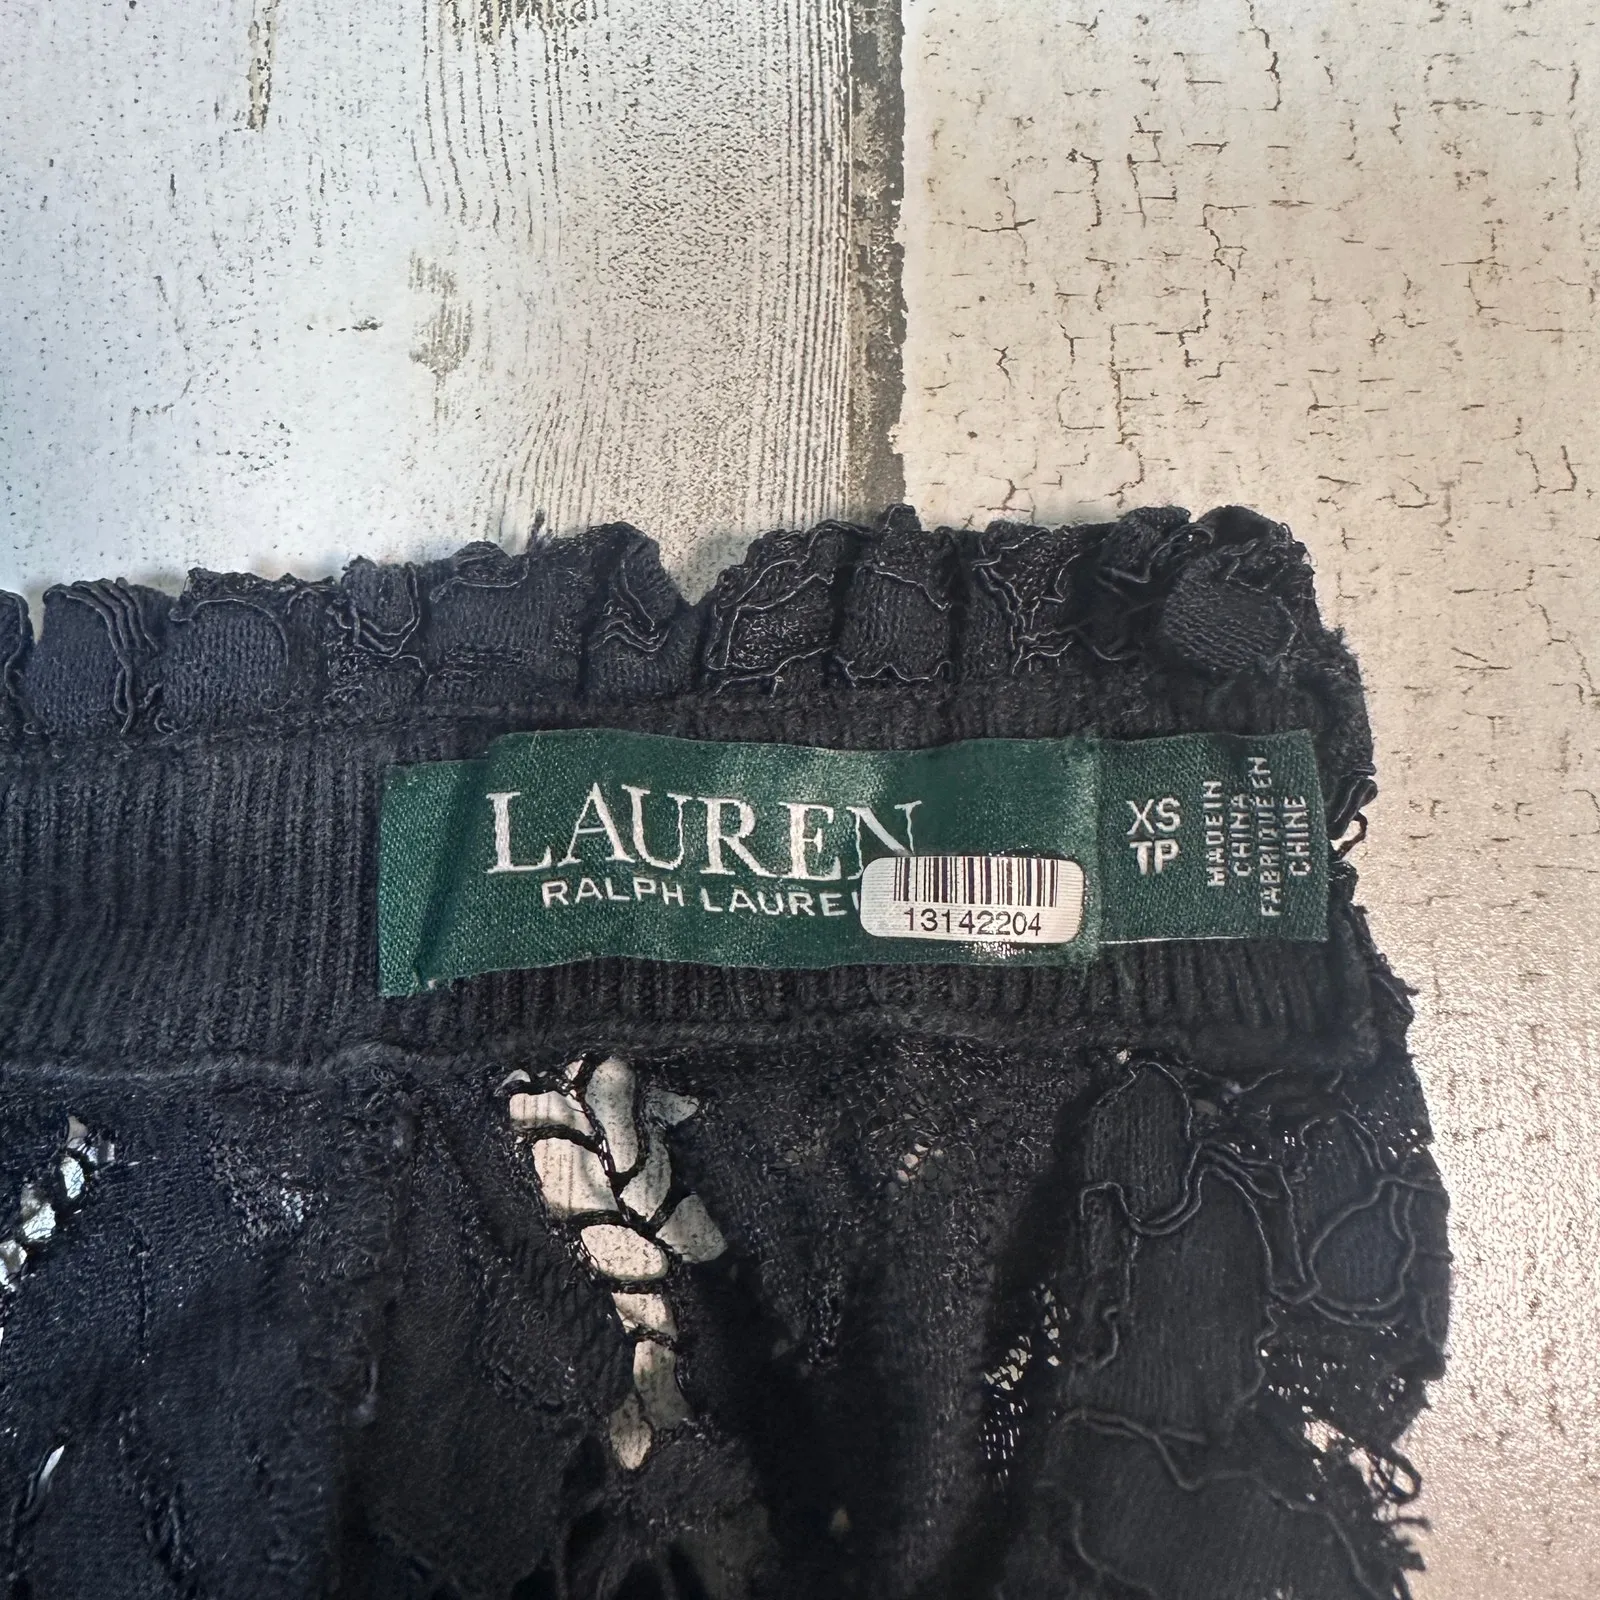 LAUREN
RALPH LAUREN
13142204
XS
TP
MADE IN
CHINA
FABRIQUÉ EN
CHINE